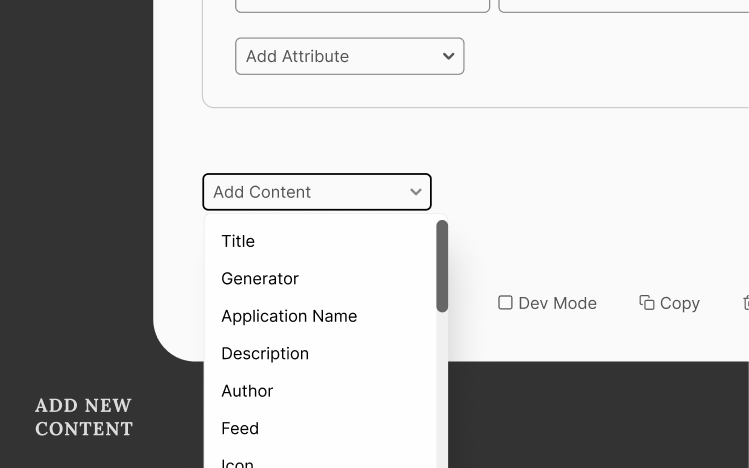 Add Attribute
Add Content
Title
Generator
Application Name
Description
Author
Feed
Icon
Dev Mode
Copy
ADD NEW
CONTENT